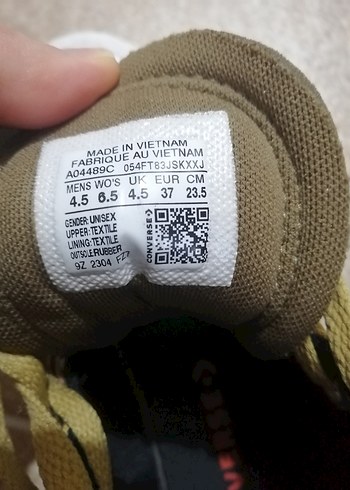 MADE IN VIETNAM
FABRIQUE AU VIETNAM
A04489C 054FT83JSKXXJ
MENS WO'S UK EUR CM
4.5 6.5 4.5 37 23.5
GENDER: UNISEX
UPPER: TEXTILE
LINING: TEXTILE
OUTSOLE: RUBBER
9Z 2304
CONVERSE